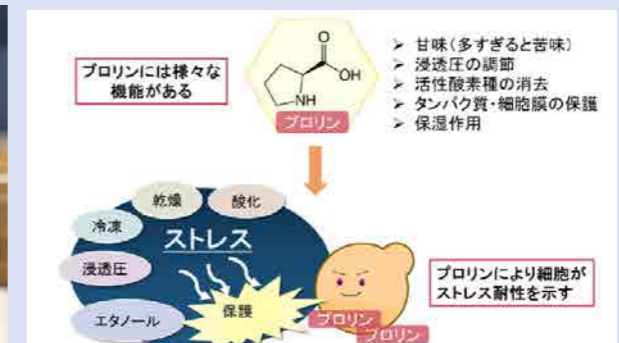 プロリンには様々な
機能がある
O
OH
NH
プロリン
➢ 甘味(多すぎると苦味)
➢ 浸透圧の調節
➢ 活性酸素種の消去
➢ タンパク質・細胞膜の保護
➢ 保湿作用
乾燥
酸化
冷凍
ストレス
浸透圧
エタノール
保護
プロリン
プロリン
プロリンにより細胞が
ストレス耐性を示す